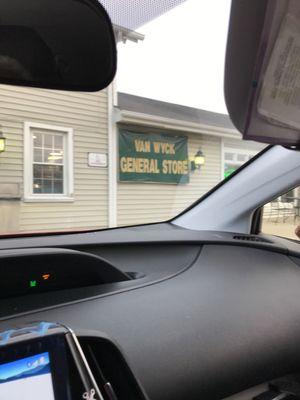 VAN WYCK
GENERAL STORE